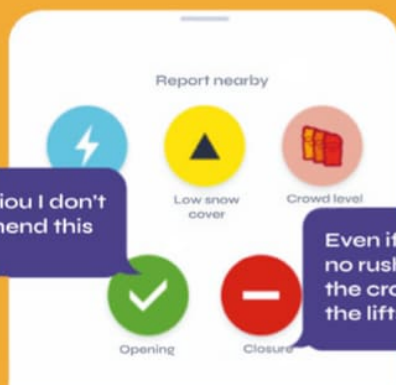 Report nearby
iou I don't
nend this
Low snow
cover
Crowd level
Even if
no rush
the cro
the lift
Opening
Closure